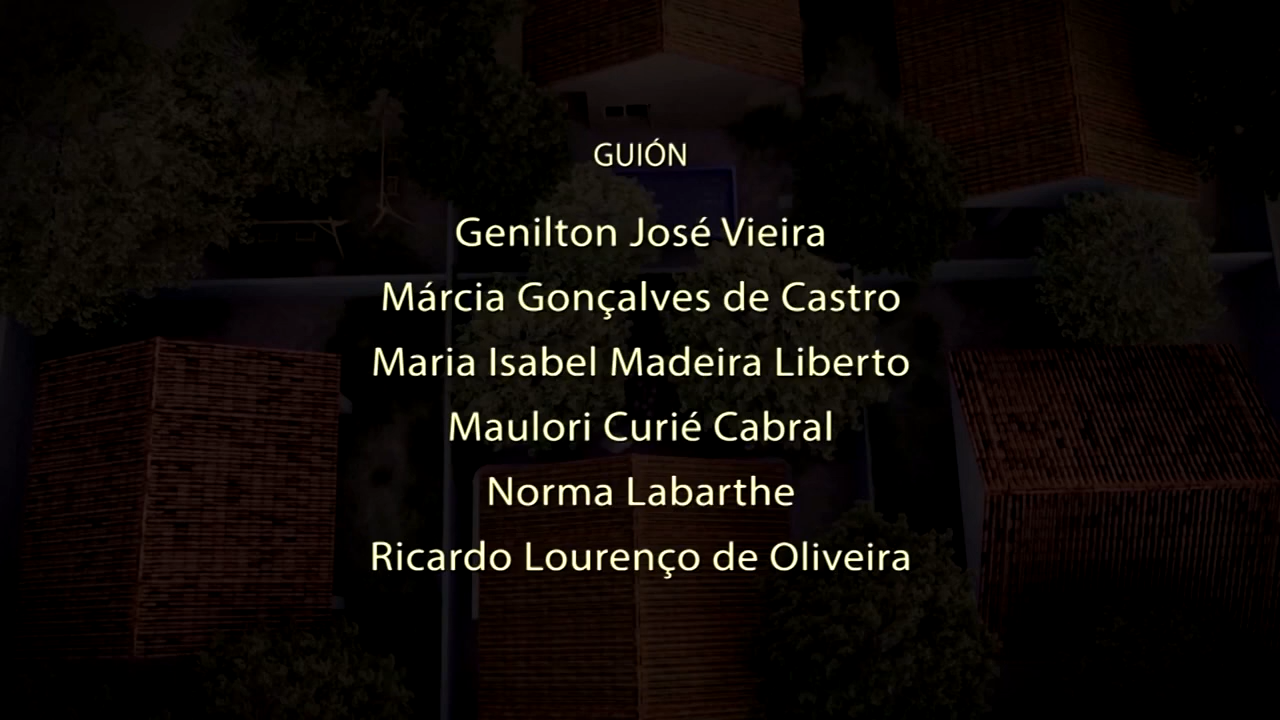 GUIÓN
Genilton José Vieira
Márcia Gonçalves de Castro
Maria Isabel Madeira Liberto
Maulori Curié Cabral
Norma Labarthe
Ricardo Lourenço de Oliveira